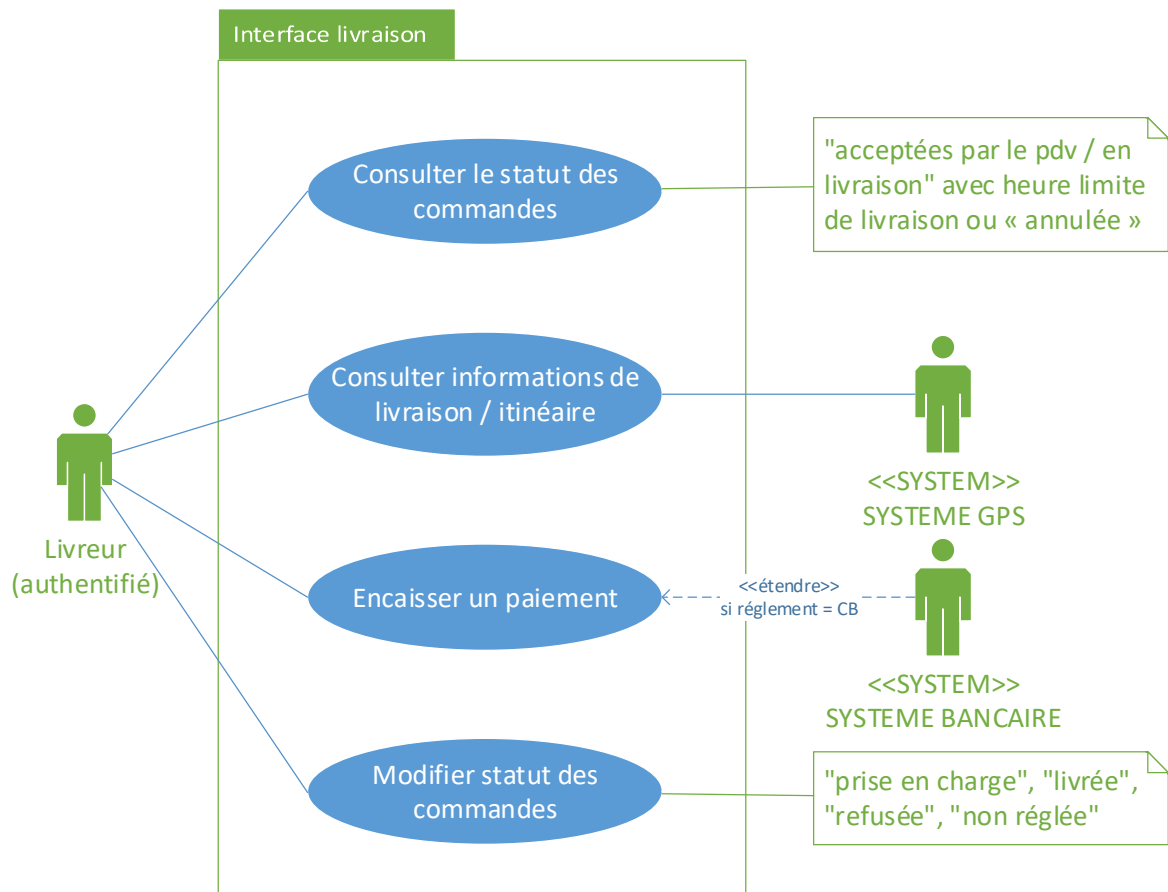 Interface livraison
Consulter le statut des
commandes
"acceptées par le pdv / en
livraison" avec heure limite
de livraison ou « annulée »
Consulter informations de
livraison / itinéaire
<<SYSTEM>>
SYSTEME GPS
Livreur
(authentifié)
Encaisser un paiement
<<étendre>>
si réglement = CB
<<SYSTEM>>
SYSTEME BANCAIRE
Modifier statut des
commandes
"prise en charge", "livrée",
"refusée", "non réglée"